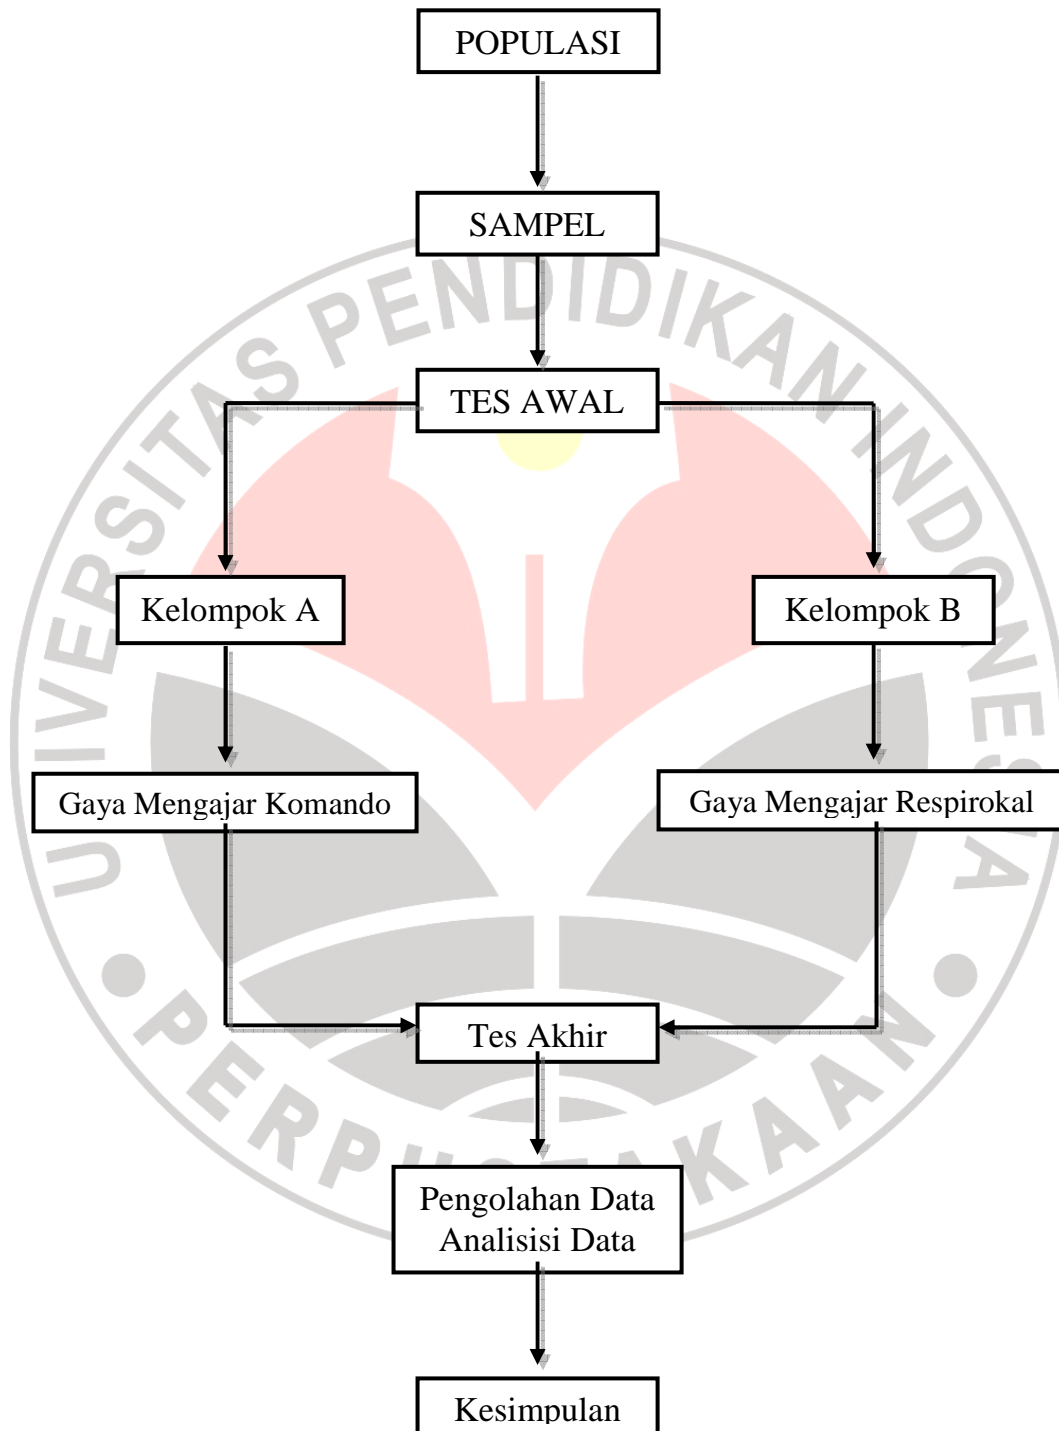 POPULASI
SAMPEL
TES AWAL
Kelompok A
Kelompok B
Gaya Mengajar Komando
Gaya Mengajar Respirokal
Tes Akhir
Pengolahan Data
Analisisi Data
Kesimpulan
UNIVERSITAS PENDIDIKAN INDONESIA
PERPUSTAKAAN